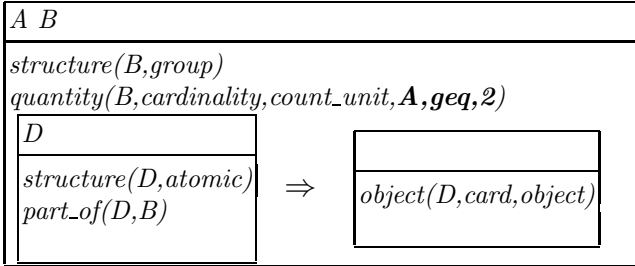 A B
structure(B,group)
quantity(B,cardinality,count_unit,A,geq,2)
D
structure(D,atomic)
part_of(D,B)
⇒
object(D,card,object)